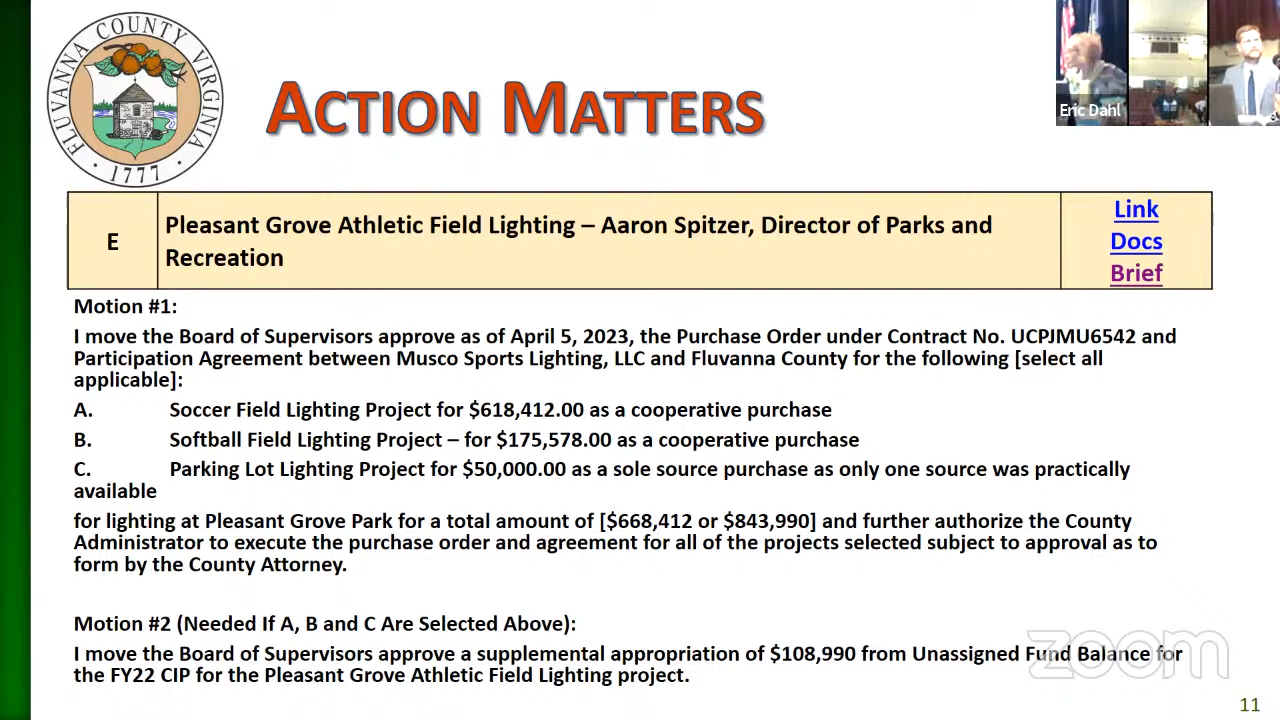 FLUVANNA COUNTY VIRGINIA
· 1777 ·
ACTION MATTERS
Eric Dahl
E
Pleasant Grove Athletic Field Lighting – Aaron Spitzer, Director of Parks and
Recreation
Link
Docs
Brief
Motion #1:
I move the Board of Supervisors approve as of April 5, 2023, the Purchase Order under Contract No. UCPJMU6542 and
Participation Agreement between Musco Sports Lighting, LLC and Fluvanna County for the following [select all
applicable]:
A. Soccer Field Lighting Project for $618,412.00 as a cooperative purchase
B. Softball Field Lighting Project – for $175,578.00 as a cooperative purchase
C. Parking Lot Lighting Project for $50,000.00 as a sole source purchase as only one source was practically
available
for lighting at Pleasant Grove Park for a total amount of [$668,412 or $843,990] and further authorize the County
Administrator to execute the purchase order and agreement for all of the projects selected subject to approval as to
form by the County Attorney.
Motion #2 (Needed If A, B and C Are Selected Above):
I move the Board of Supervisors approve a supplemental appropriation of $108,990 from Unassigned Fund Balance for
the FY22 CIP for the Pleasant Grove Athletic Field Lighting project.
zoom
11